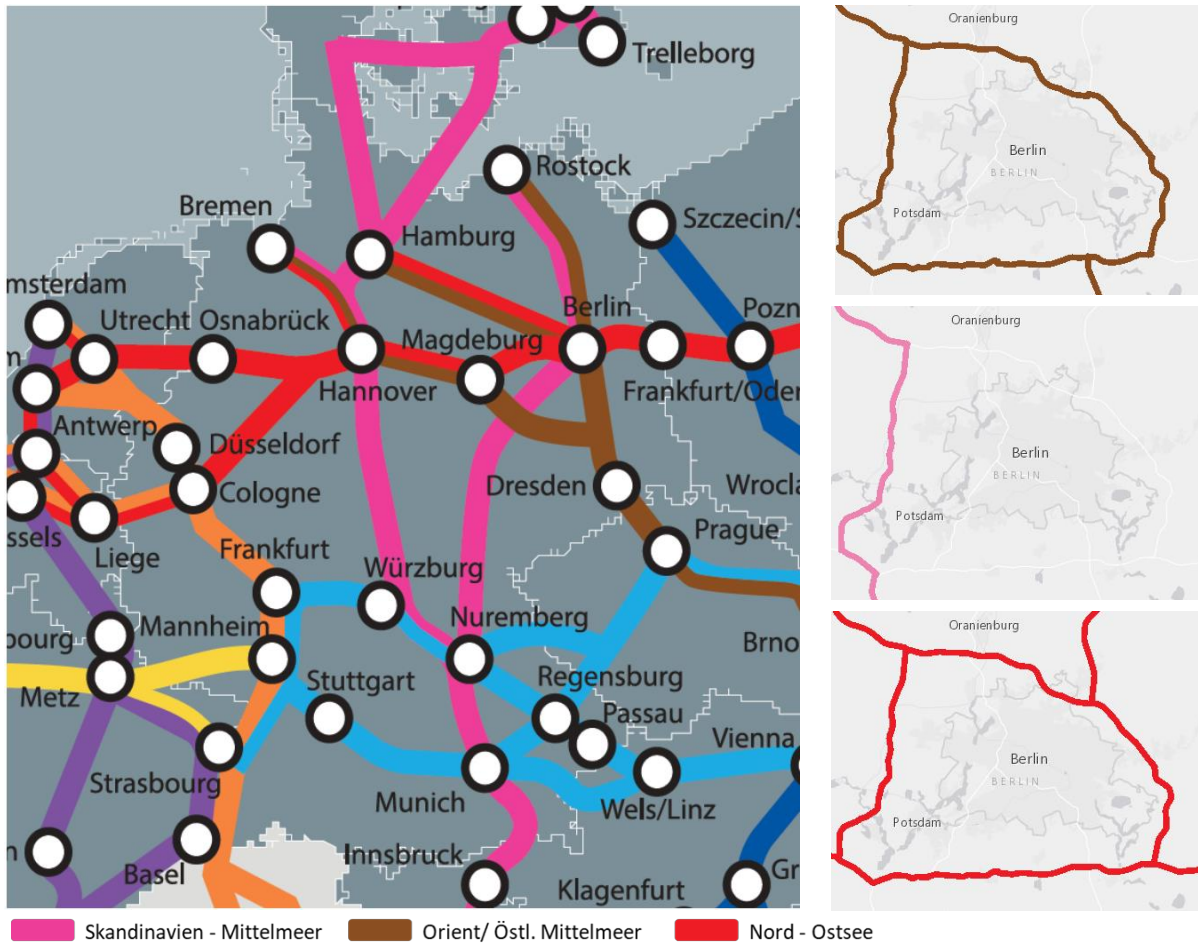 Trelleborg
Rostock
Bremen
Szczecin/S
Hamburg
msterdam
Utrecht Osnabrück
Magdeburg
Berlin
Pozn
m
Hannover
Frankfurt/Oder
Antwerp
Düsseldorf
Cologne
Dresden
Wrocla
ssels
Liege
Frankfurt
Prague
Würzburg
bourg
Mannheim
Nuremberg
Brno
Metz
Stuttgart
Regensburg
Passau
Strasbourg
Vienna
Munich
Wels/Linz
n
Basel
Innsbruck
Klagenfurt
Gr
Oranienburg
Berlin
BERLIN
Potsdam
Oranienburg
Berlin
BERLIN
Potsdam
Oranienburg
Berlin
BERLIN
Potsdam
Skandinavien - Mittelmeer
Orient/ Östl. Mittelmeer
Nord - Ostsee